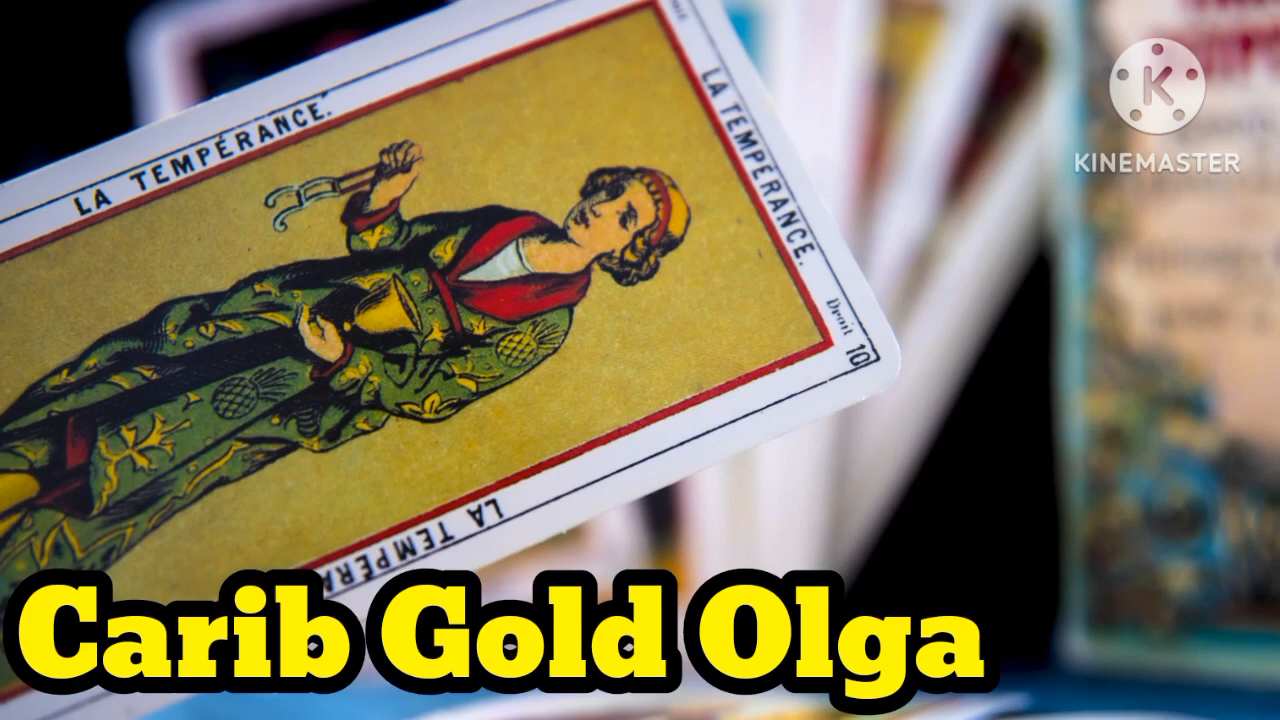 LA TEMPÉRANCE.
LA TEMPÉRANCE.
Droit 10
K
KINEMASTER
LA TEMPÉRA
Carib Gold Olga